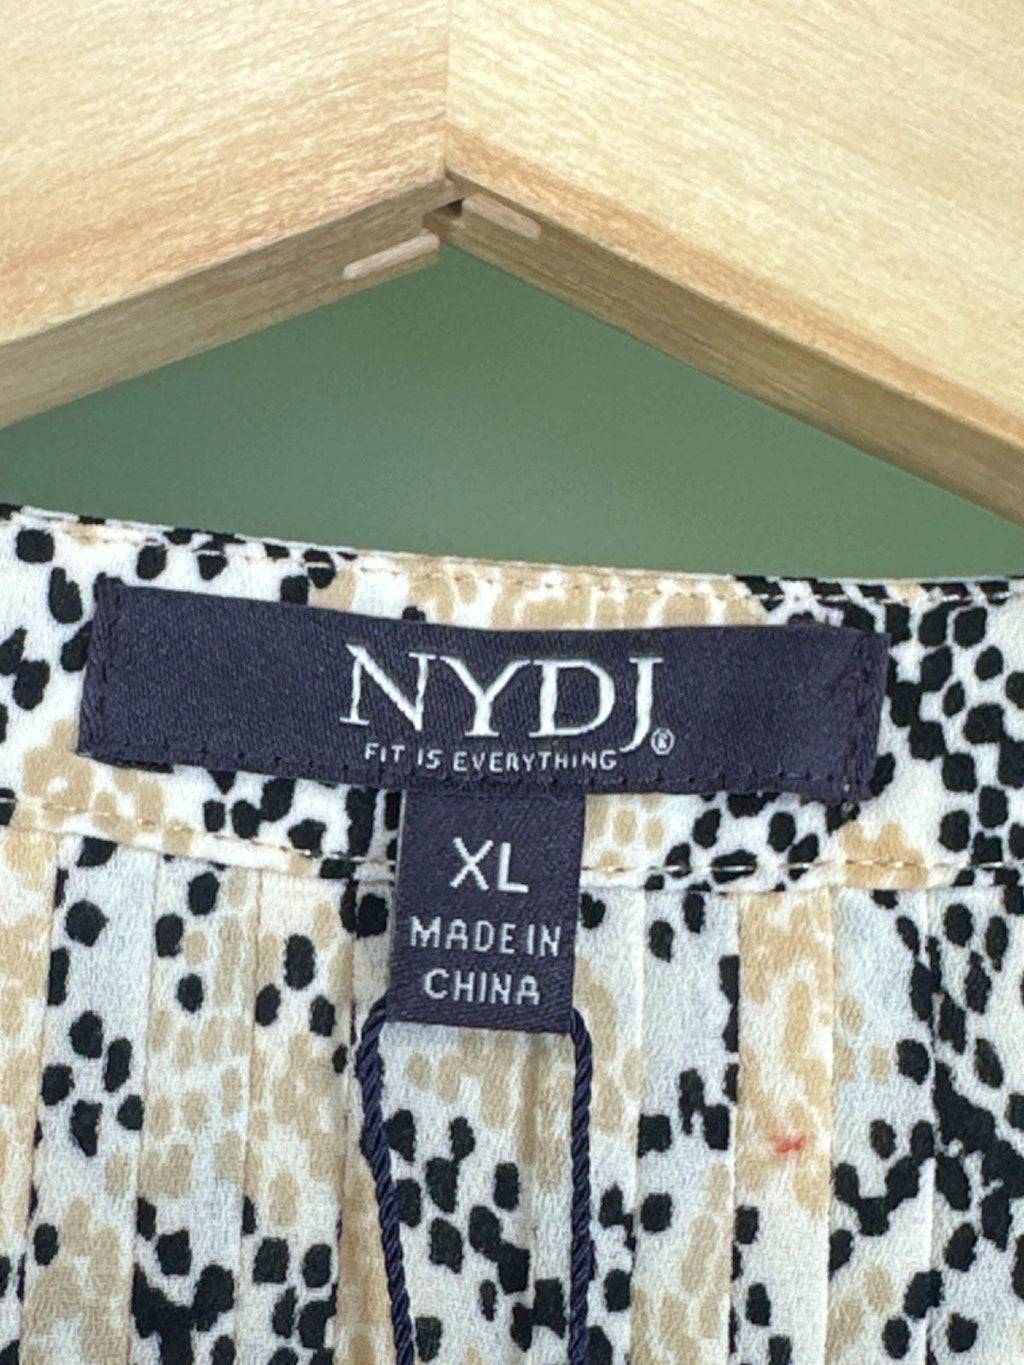 NYDJ®
FIT IS EVERYTHING
XL
MADE IN
CHINA